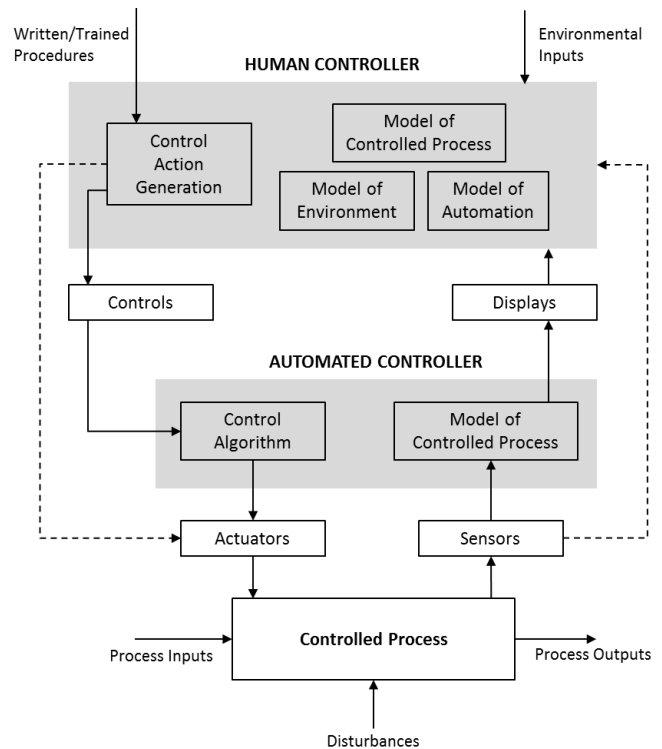 Written/Trained
Procedures
Environmental
Inputs
HUMAN CONTROLLER
Control
Action
Generation
Model of
Controlled Process
Model of
Environment
Model of
Automation
Controls
Displays
AUTOMATED CONTROLLER
Control
Algorithm
Model of
Controlled Process
Actuators
Sensors
Controlled Process
Process Inputs
Process Outputs
Disturbances